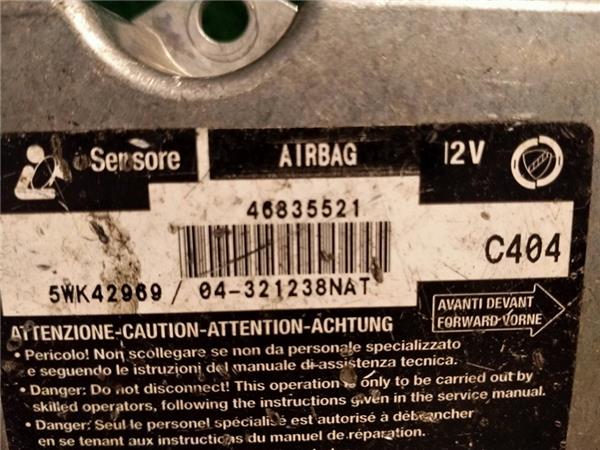 Sensore AIRBAG 12V
46835521
C404
5WK42969 / 04-321238NAT
AVANTI DEVANT
FORWARD VORNE
ATTENZIONE-CAUTION-ATTENTION-ACHTUNG
• Pericolo! Non scollegare se non da personale specializzato
e seguendo le istruzioni del manuale di assistenza tecnica.
• Danger: Do not disconnect! This operation is only to be carried out by
skilled operators, following the instructions given in the service manual.
• Danger: Seul le personel spécialisé est autorisé à débrancher
en se tenant aux instructions du manuel de réparation.